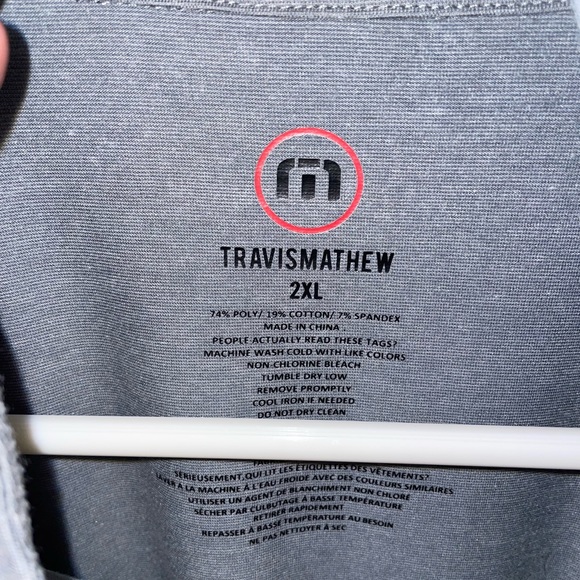 TRAVISMATHEW
2XL
74% POLY/ 19% COTTON/ 7% SPANDEX
MADE IN CHINA
PEOPLE ACTUALLY READ THESE TAGS?
MACHINE WASH COLD WITH LIKE COLORS
NON-CHLORINE BLEACH
TUMBLE DRY LOW
REMOVE PROMPTLY
COOL IRON IF NEEDED
DO NOT DRY CLEAN
SÉRIEUSEMENT, QUI LIT LES ÉTIQUETTES DES VÊTEMENTS?
À LA MACHINE À L'EAU FROIDE AVEC DES COULEURS SIMILAIRES
UTILISER UN AGENT DE BLANCHIMENT NON CHLORÉ
SÉCHER PAR CULBUTAGE À BASSE TEMPÉRATURE
RETIRER RAPIDEMENT
REPASSER À BASSE TEMPÉRATURE AU BESOIN
NE PAS NETTOYER À SEC